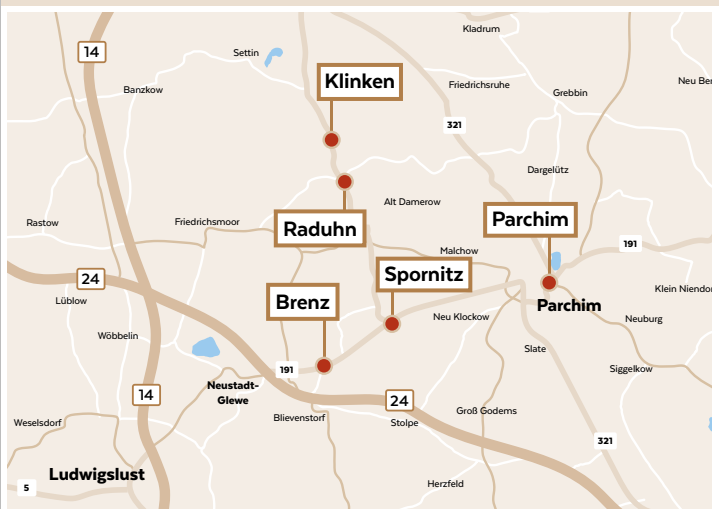 Kladrum
14
Settin
Klinken
Neu Ber
Friedrichsruhe
Banzkow
Grebbin
321
Dargelütz
Alt Damerow
Rastow
Friedrichsmoor
Raduhn
Parchim
191
Malchow
24
Spornitz
Klein Niendor
Lüblow
Brenz
Parchim
Neu Klockow
Neuburg
Wöbbelin
Slate
191
Siggelkow
Neustadt-
Glewe
14
24
Weselsdorf
Blievenstorf
Stolpe
Groß Godems
321
Ludwigslust
5
Herzfeld